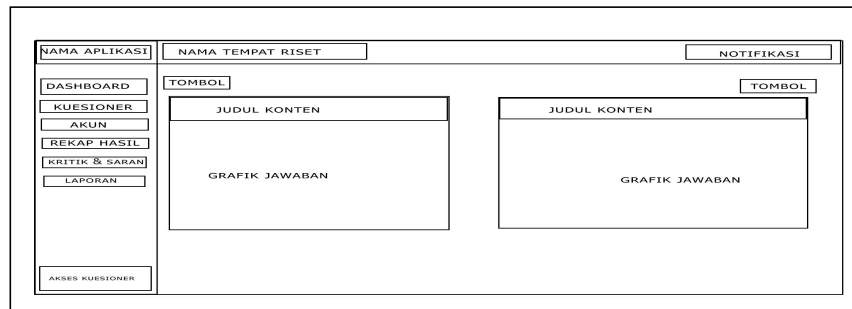 NAMA APLIKASI
NAMA TEMPAT RISET
NOTIFIKASI
DASHBOARD
KUESIONER
AKUN
REKAP HASIL
KRITIK & SARAN
LAPORAN
AKSES KUESIONER
TOMBOL
TOMBOL
JUDUL KONTEN
GRAFIK JAWABAN
JUDUL KONTEN
GRAFIK JAWABAN